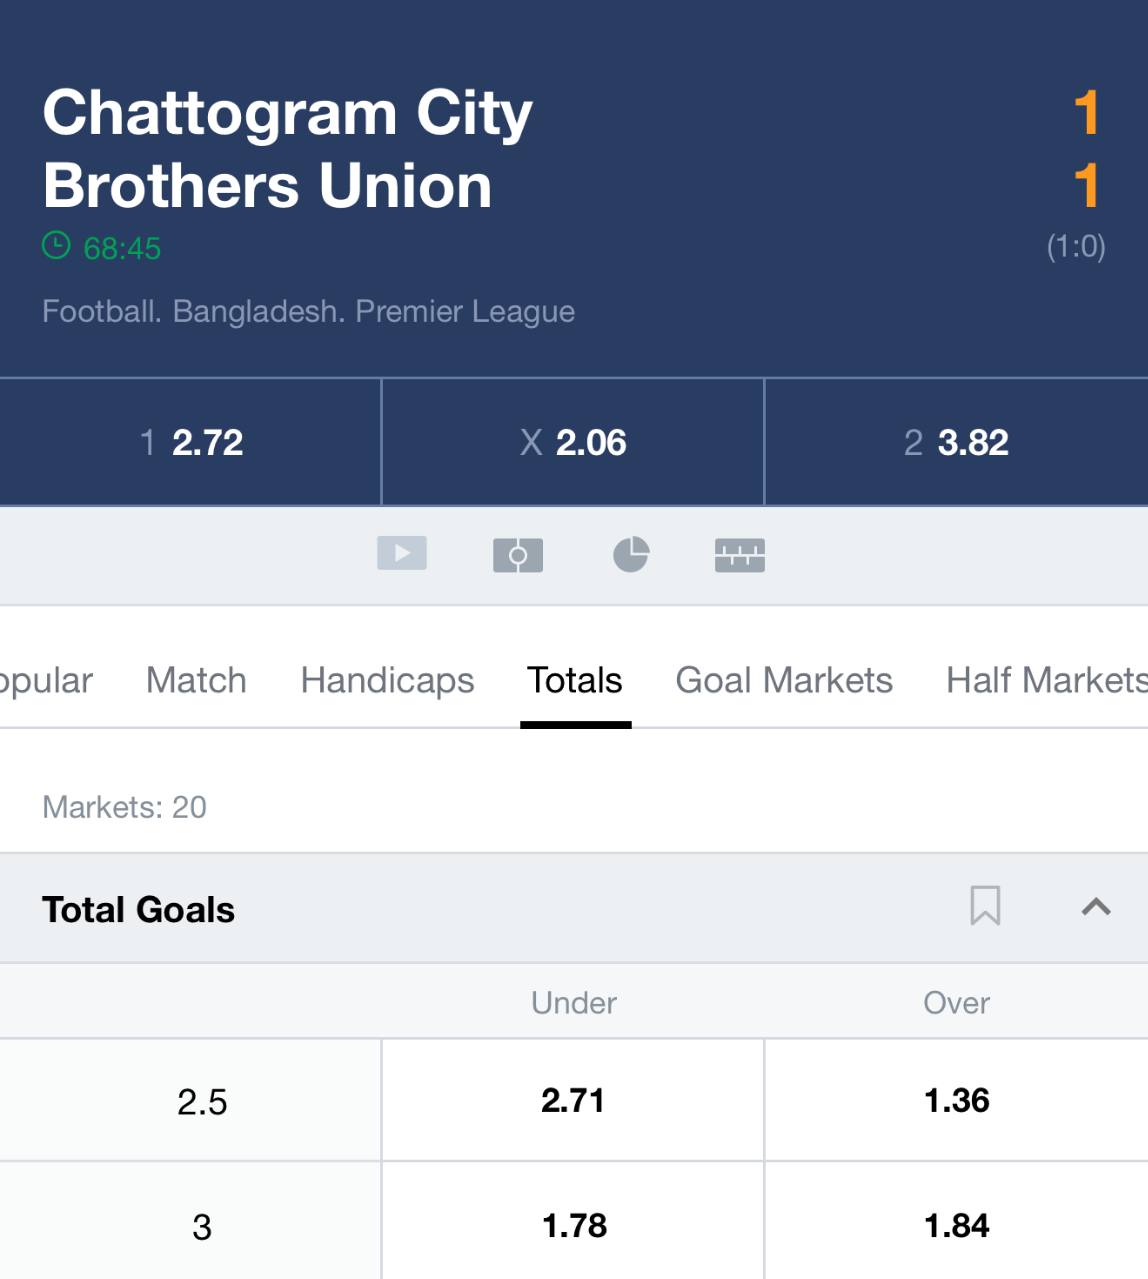 Chattogram City 1
Brothers Union 1
68:45 (1:0)
Football. Bangladesh. Premier League
1 2.72 X 2.06 2 3.82
opular Match Handicaps Totals Goal Markets Half Markets
Markets: 20
Total Goals
Under Over
2.5 2.71 1.36
3 1.78 1.84